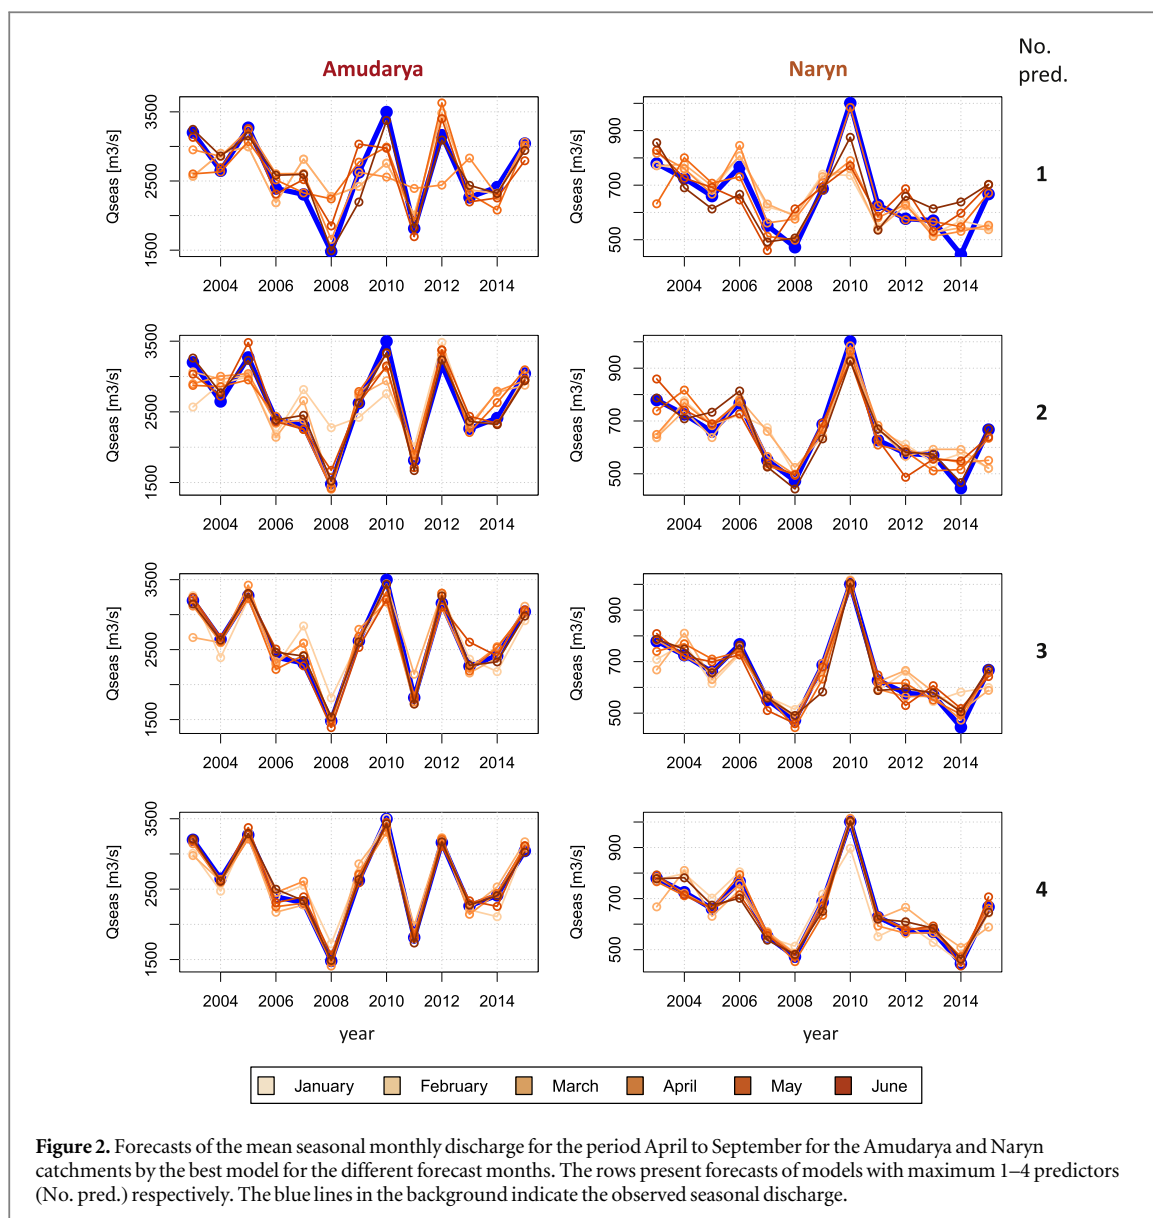 No.
pred.
Amudarya
Naryn
Qseas [m3/s]
3500
2500
1500
2004 2006 2008 2010 2012 2014
Qseas [m3/s]
900
700
500
2004 2006 2008 2010 2012 2014
1
Qseas [m3/s]
3500
2500
1500
2004 2006 2008 2010 2012 2014
Qseas [m3/s]
900
700
500
2004 2006 2008 2010 2012 2014
2
Qseas [m3/s]
3500
2500
1500
2004 2006 2008 2010 2012 2014
Qseas [m3/s]
900
700
500
2004 2006 2008 2010 2012 2014
3
Qseas [m3/s]
3500
2500
1500
2004 2006 2008 2010 2012 2014
year
Qseas [m3/s]
900
700
500
2004 2006 2008 2010 2012 2014
year
4
January February March April May June
Figure 2. Forecasts of the mean seasonal monthly discharge for the period April to September for the Amudarya and Naryn
catchments by the best model for the different forecast months. The rows present forecasts of models with maximum 1–4 predictors
(No. pred.) respectively. The blue lines in the background indicate the observed seasonal discharge.